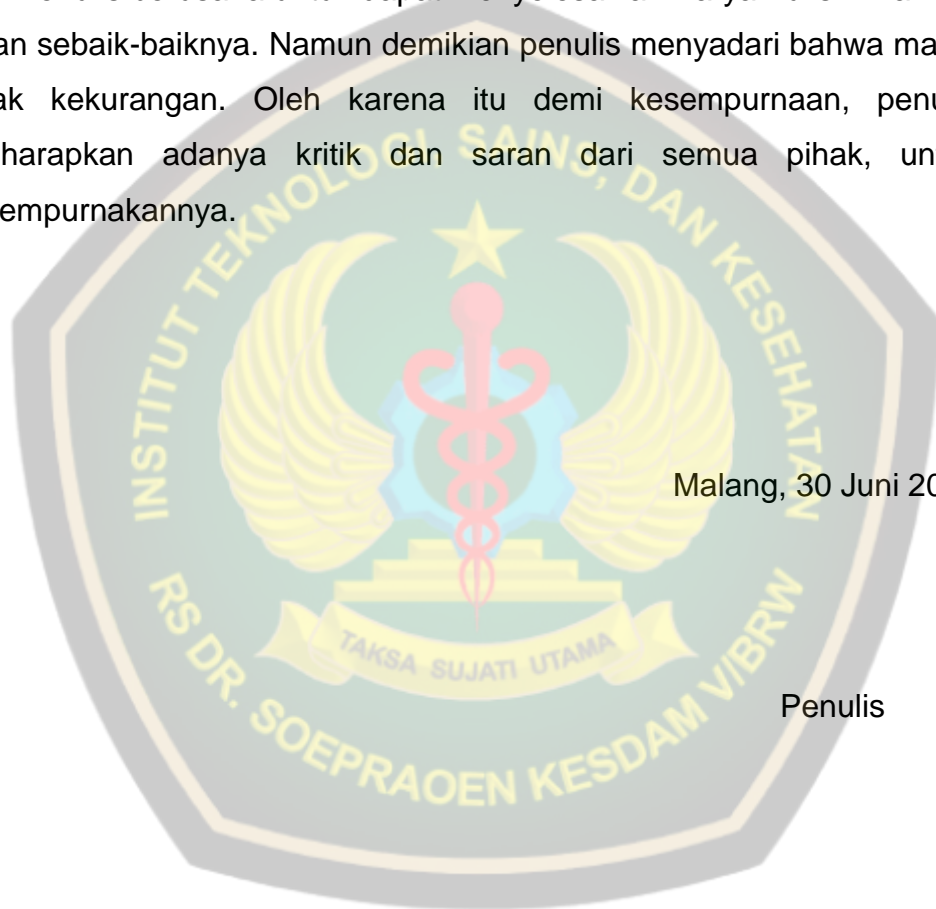 an sebaik-baiknya. Namun demikian penulis menyadari bahwa ma
ak kekurangan. Oleh karena itu demi kesempurnaan, penu
harapkan adanya kritik dan saran dari semua pihak, un
empurnakannya.
INSTITUT TEKNOLOGI, SAINS, DAN KESEHATAN
Malang, 30 Juni 20
TAKSA SUJATI UTAMA
Penulis
RS DR. SOEPRAOEN KESDAM V/BRW